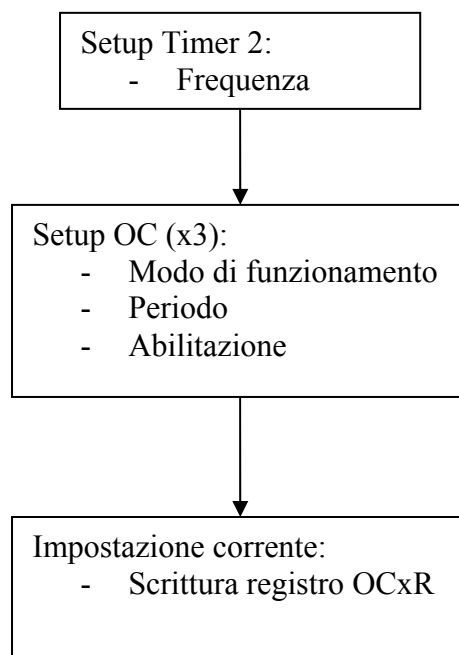 Setup Timer 2:
- Frequenza
Setup OC (x3):
- Modo di funzionamento
- Periodo
- Abilitazione
Impostazione corrente:
- Scrittura registro OCxR